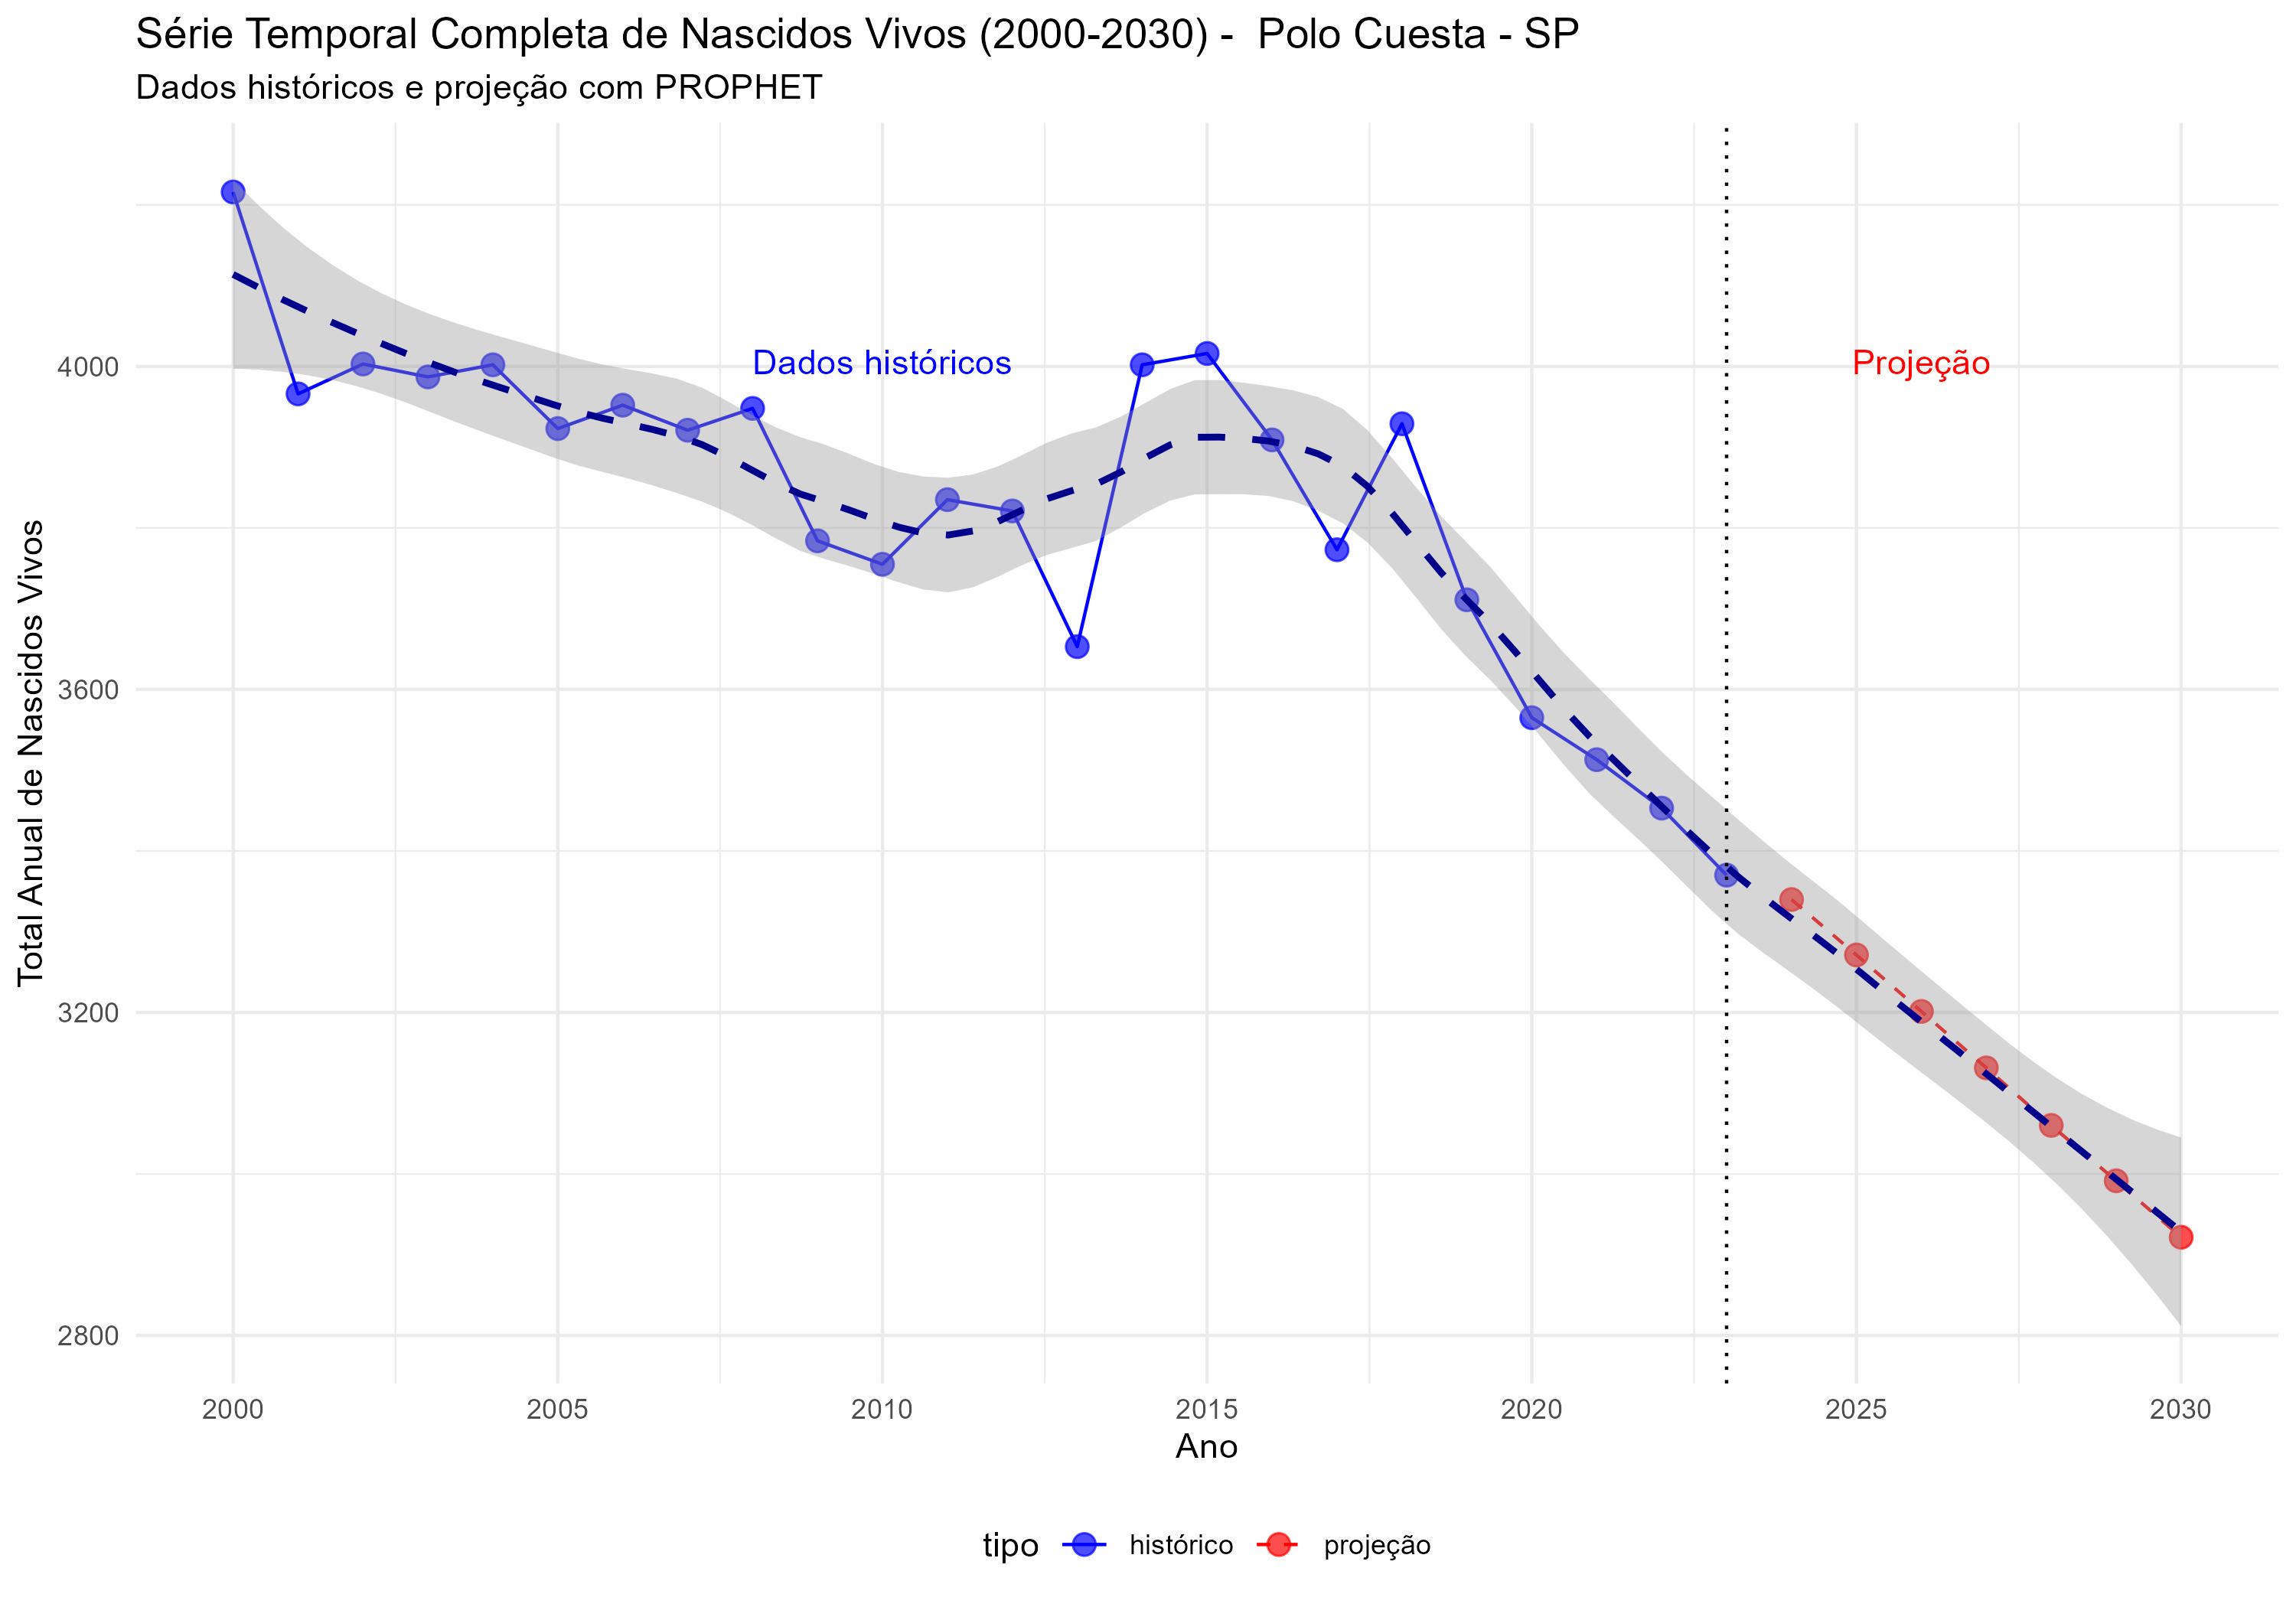 Série Temporal Completa de Nascidos Vivos (2000-2030) -  Polo Cuesta - SP
Dados históricos e projeção com PROPHET
Total Anual de Nascidos Vivos
4000
3600
3200
2800
Dados históricos
Projeção
2000 2005 2010 2015 2020 2025 2030
Ano
tipo histórico projeção